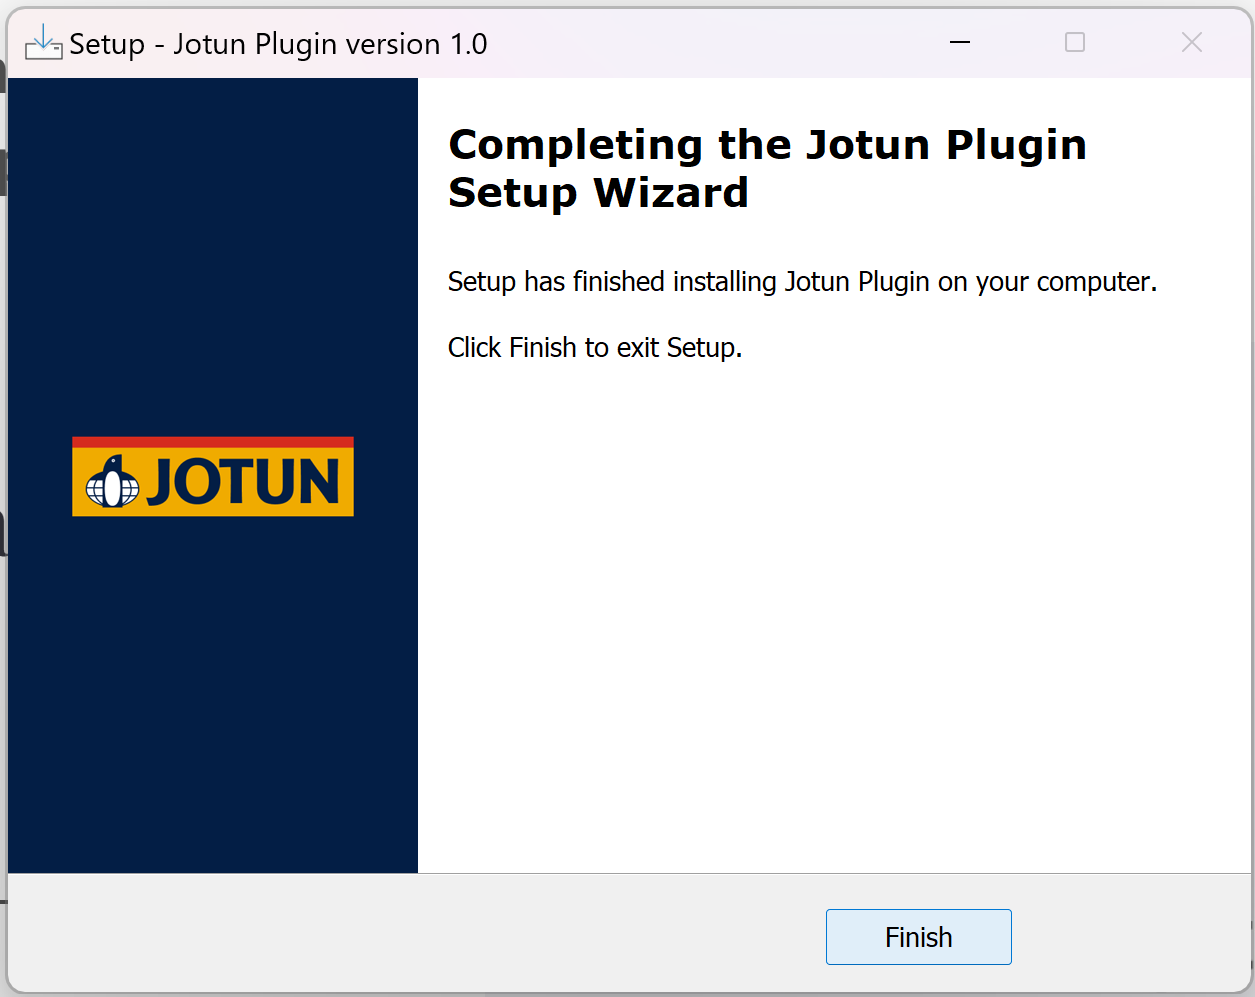 Setup - Jotun Plugin version 1.0
Completing the Jotun Plugin
Setup Wizard
Setup has finished installing Jotun Plugin on your computer.
Click Finish to exit Setup.
JOTUN
Finish